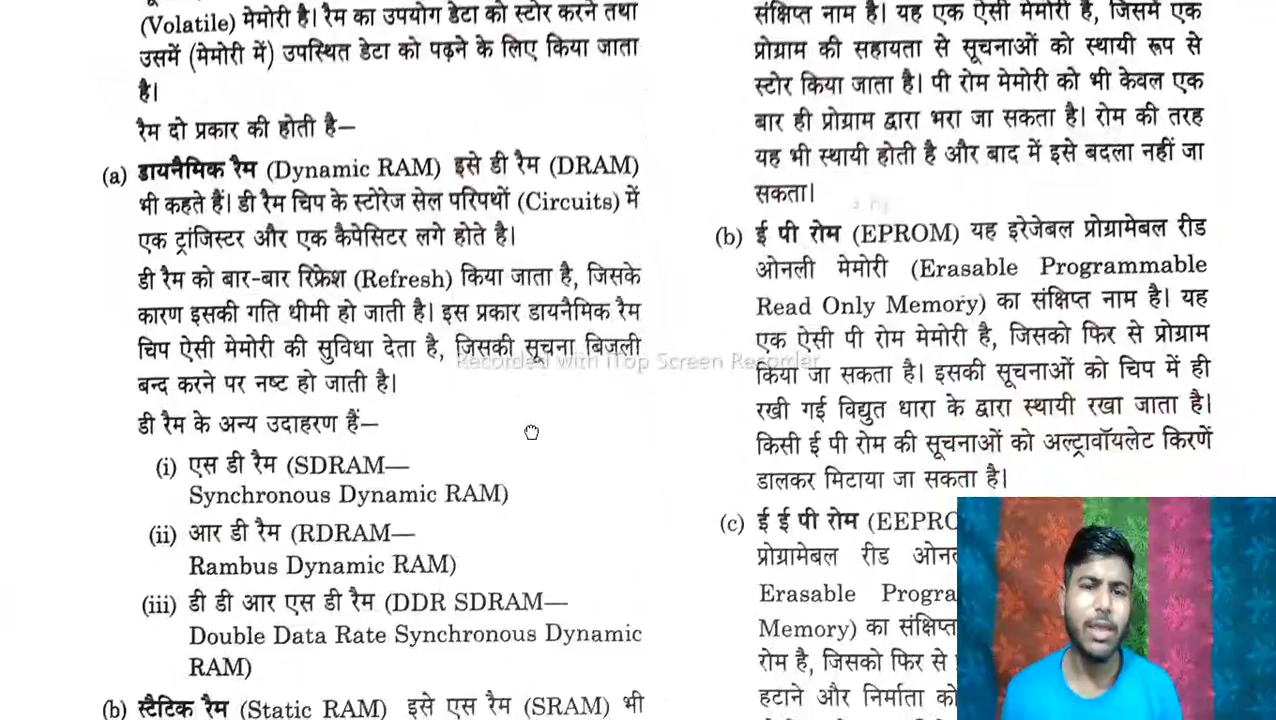 (Volatile) मेमोरी है। रैम का उपयोग डेटा को स्टोर करने तथा
उसमें (मेमोरी में) उपस्थित डेटा को पढ़ने के लिए किया जाता
है।
रैम दो प्रकार की होती है—
(a) डायनैमिक रैम (Dynamic RAM) इसे डी रैम (DRAM)
भी कहते हैं। डी रैम चिप के स्टोरेज सेल परिपथों (Circuits) में
एक ट्रांजिस्टर और एक कैपेसिटर लगे होते है।
डी रैम को बार-बार रिफ्रेश (Refresh) किया जाता है, जिसके
कारण इसकी गति धीमी हो जाती है। इस प्रकार डायनैमिक रैम
चिप ऐसी मेमोरी की सुविधा देता है, जिसकी सूचना बिजली
बन्द करने पर नष्ट हो जाती है।
डी रैम के अन्य उदाहरण हैं—
(i) एस डी रैम (SDRAM—
Synchronous Dynamic RAM)
(ii) आर डी रैम (RDRAM—
Rambus Dynamic RAM)
(iii) डी डी आर एस डी रैम (DDR SDRAM—
Double Data Rate Synchronous Dynamic
RAM)
(b) स्टैटिक रैम (Static RAM) इसे एस रैम (SRAM) भी
संक्षिप्त नाम है। यह एक ऐसी मेमोरी है, जिसमें एक
प्रोग्राम की सहायता से सूचनाओं को स्थायी रूप से
स्टोर किया जाता है। पी रोम मेमोरी को भी केवल एक
बार ही प्रोग्राम द्वारा भरा जा सकता है। रोम की तरह
यह भी स्थायी होती है और बाद में इसे बदला नहीं जा
सकता।
(b) ई पी रोम (EPROM) यह इरेजेबल प्रोग्रामेबल रीड
ओनली मेमोरी (Erasable Programmable
Read Only Memory) का संक्षिप्त नाम है। यह
एक ऐसी पी रोम मेमोरी है, जिसको फिर से प्रोग्राम
किया जा सकता है। इसकी सूचनाओं को चिप में ही
रखी गई विद्युत धारा के द्वारा स्थायी रखा जाता है।
किसी ई पी रोम की सूचनाओं को अल्ट्रावॉयलेट किरणें
डालकर मिटाया जा सकता है।
(c) ई ई पी रोम (EEPRO
प्रोग्रामेबल रीड ओन
Erasable Progra
Memory) का संक्षिप्त
रोम है, जिसको फिर से
हटाने और निर्माता को
Recorded with iTop Screen Recorder